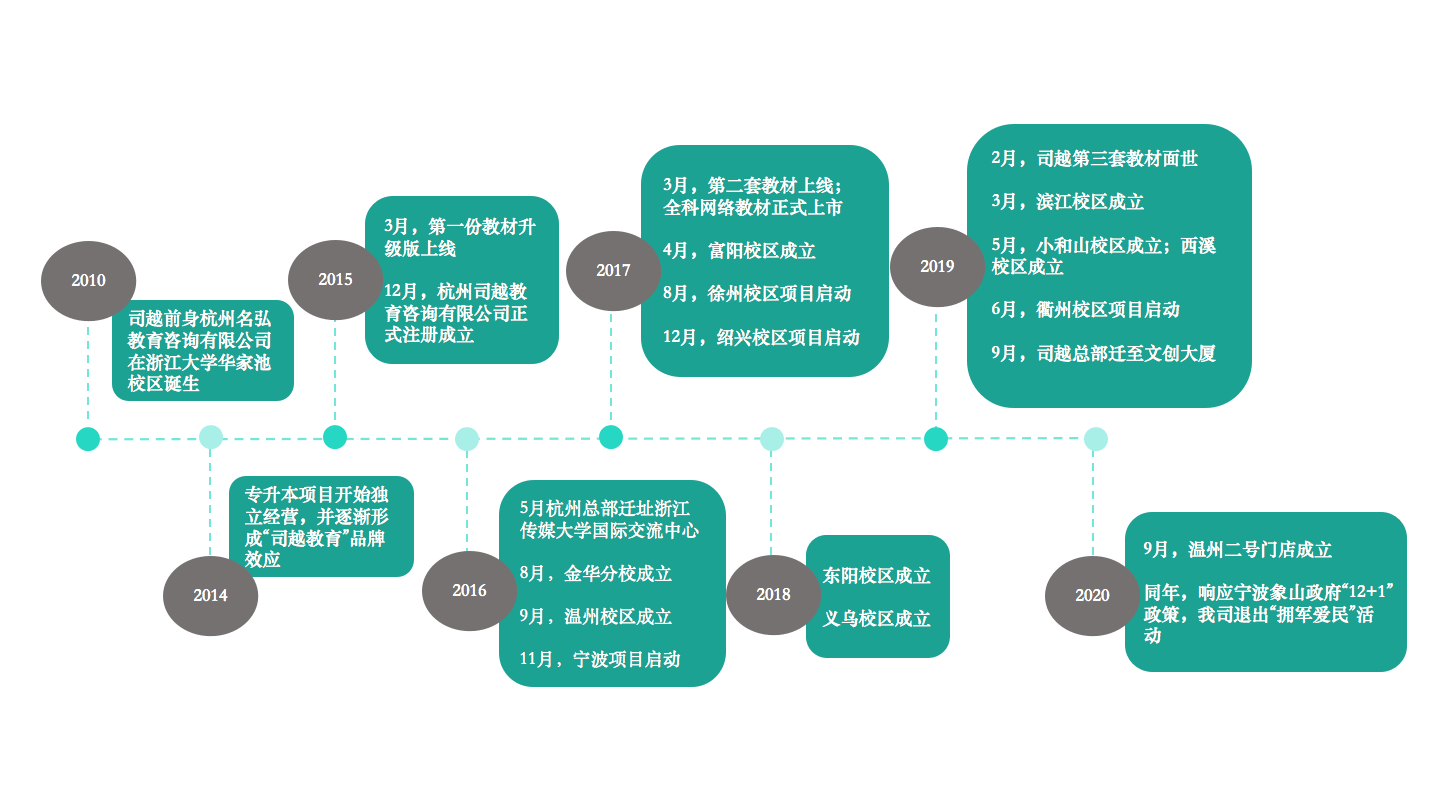 2010
司越前身杭州名弘
教育咨询有限公司
在浙江大学华家池
校区诞生
2014
专升本项目开始独
立经营，并逐渐形
成“司越教育”品牌
效应
2015
3月，第一份教材升
级版上线
12月，杭州司越教
育咨询有限公司正
式注册成立
2016
5月杭州总部迁址浙江
传媒大学国际交流中心
8月，金华分校成立
9月，温州校区成立
11月，宁波项目启动
2017
3月，第二套教材上线；
全科网络教材正式上市
4月，富阳校区成立
8月，徐州校区项目启动
12月，绍兴校区项目启动
2018
东阳校区成立
义乌校区成立
2019
2月，司越第三套教材面世
3月，滨江校区成立
5月，小和山校区成立；西溪
校区成立
6月，衢州校区项目启动
9月，司越总部迁至文创大厦
2020
9月，温州二号门店成立
同年，响应宁波象山政府“12+1”
政策，我司退出“拥军爱民”活
动